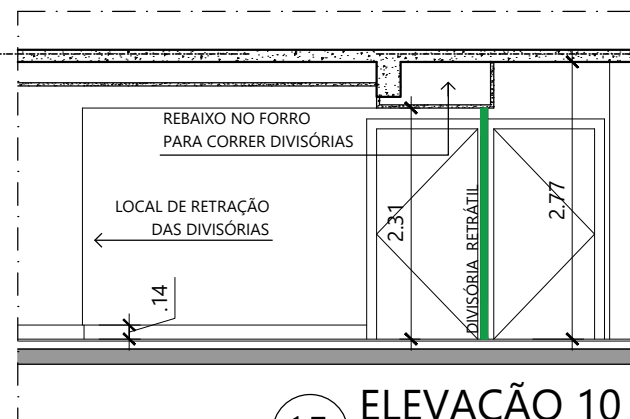 REBAIXO NO FORRO
PARA CORRER DIVISÓRIAS
LOCAL DE RETRAÇÃO
DAS DIVISÓRIAS
2.31
DIVISÓRIA RETRÁTIL
2.77
.14
ELEVAÇÃO 10